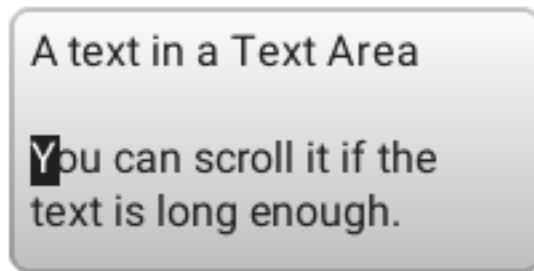 A text in a Text Area

You can scroll it if the
text is long enough.